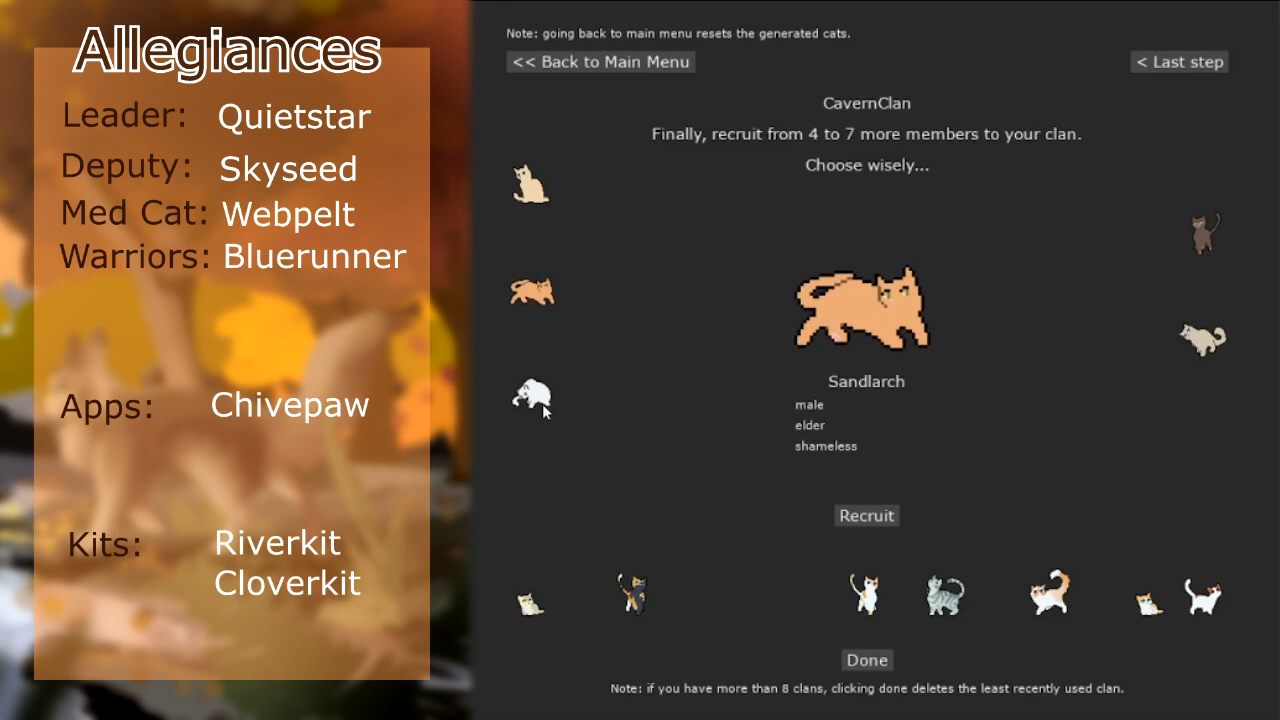 Allegiances
Leader: Quietstar
Deputy: Skyseed
Med Cat: Webpelt
Warriors: Bluerunner
Apps: Chivepaw
Kits: Riverkit
Cloverkit
Note: going back to main menu resets the generated cats.
<< Back to Main Menu
< Last step
CavernClan
Finally, recruit from 4 to 7 more members to your clan.
Choose wisely...
Sandlarch
male
elder
shameless
Recruit
Done
Note: if you have more than 8 clans, clicking done deletes the least recently used clan.